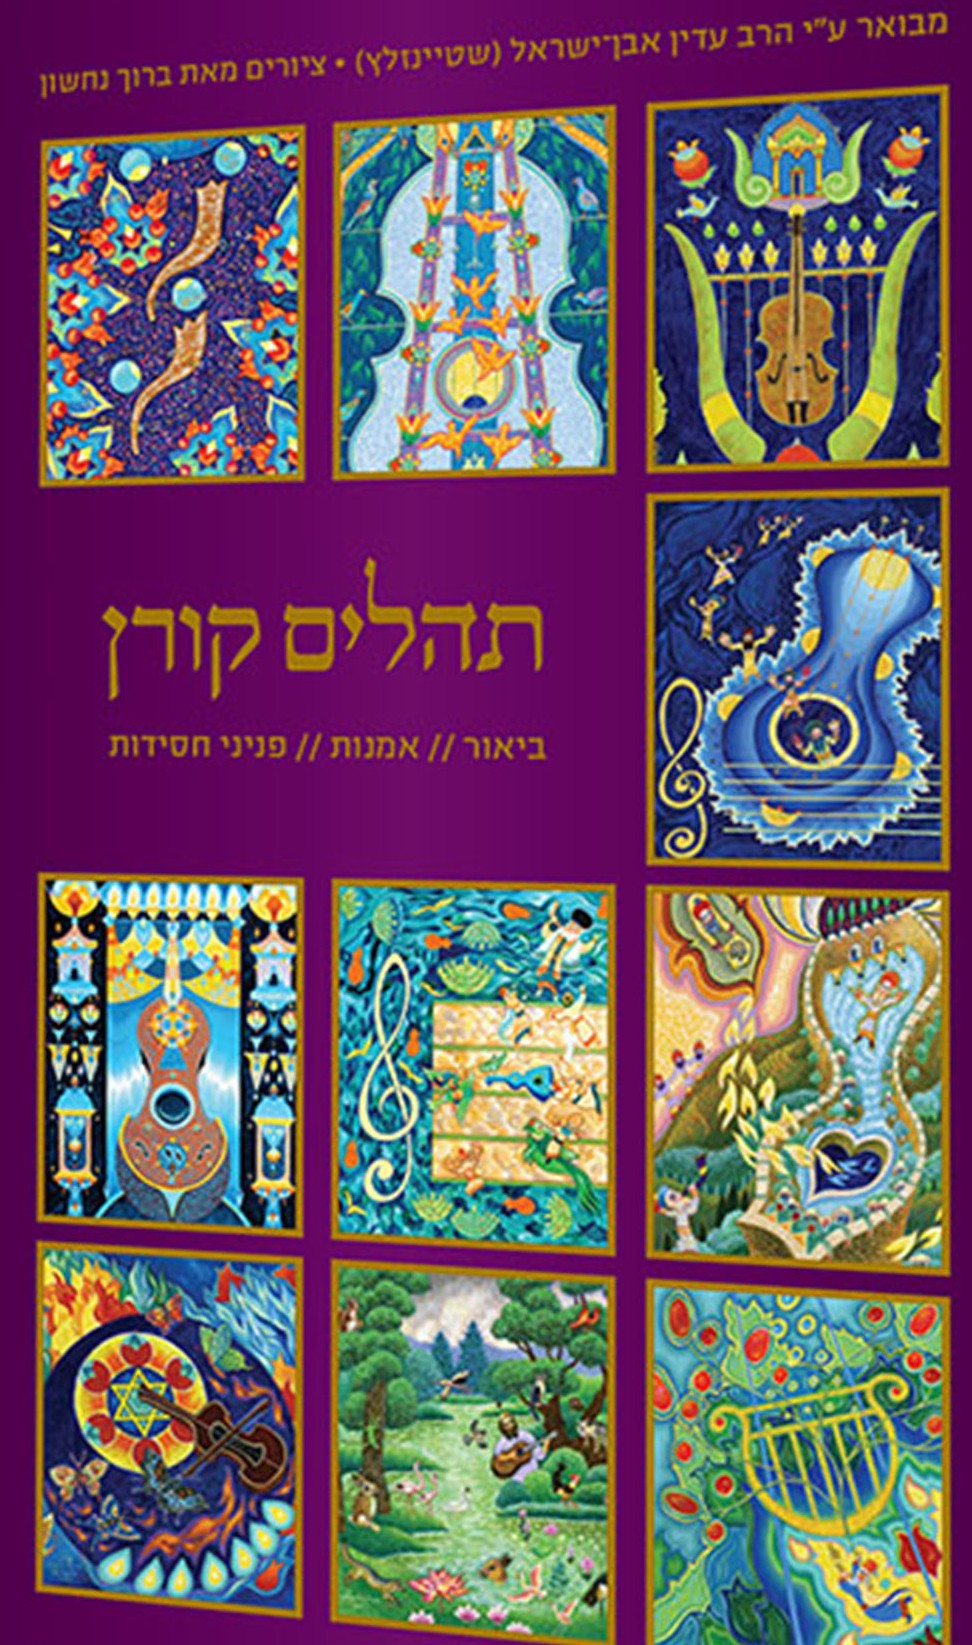 מבואר ע"י הרב עדין אבן־ישראל (שטיינזלץ) • ציורים מאת ברוך נחשון
תהלים קורן
ביאור // אמנות // פניני חסידות